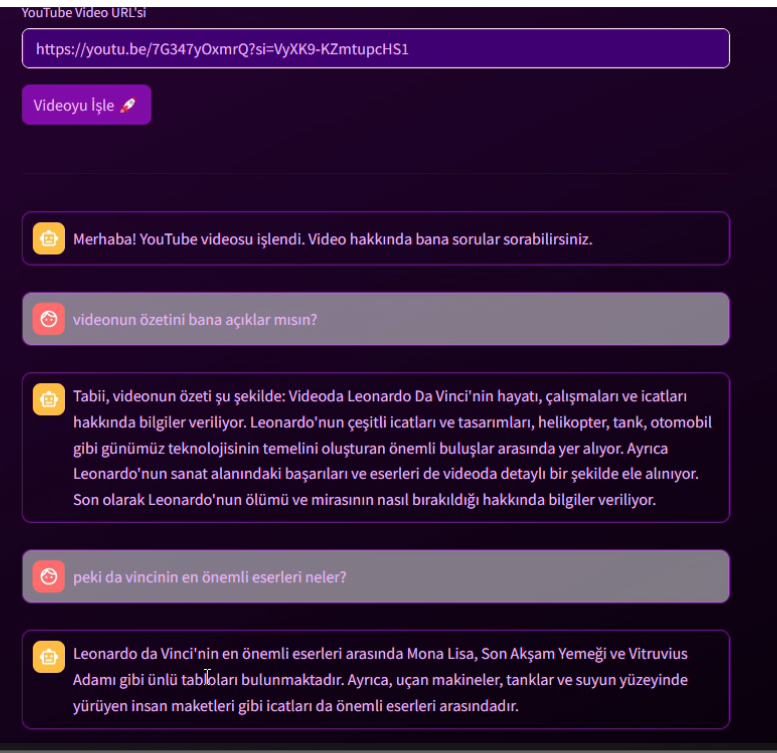 YouTube Video URL'si
https://youtu.be/7G347yOxmrQ?si=VyXK9-KZmtupcHS1
Videoyu İşle 🚀
Merhaba! YouTube videosu işlendi. Video hakkında bana sorular sorabilirsiniz.
videonun özetini bana açıklar mısın?
Tabii, videonun özeti şu şekilde: Videoda Leonardo Da Vinci'nin hayatı, çalışmaları ve icatları
hakkında bilgiler veriliyor. Leonardo'nun çeşitli icatları ve tasarımları, helikopter, tank, otomobil
gibi günümüz teknolojisinin temelini oluşturan önemli buluşlar arasında yer alıyor. Ayrıca
Leonardo'nun sanat alanındaki başarıları ve eserleri de videoda detaylı bir şekilde ele alınıyor.
Son olarak Leonardo'nun ölümü ve mirasının nasıl bırakıldığı hakkında bilgiler veriliyor.
peki da vincinin en önemli eserleri neler?
Leonardo da Vinci'nin en önemli eserleri arasında Mona Lisa, Son Akşam Yemeği ve Vitruvius
Adamı gibi ünlü tabloları bulunmaktadır. Ayrıca, uçan makineler, tanklar ve suyun yüzeyinde
yürüyen insan maketleri gibi icatları da önemli eserleri arasındadır.